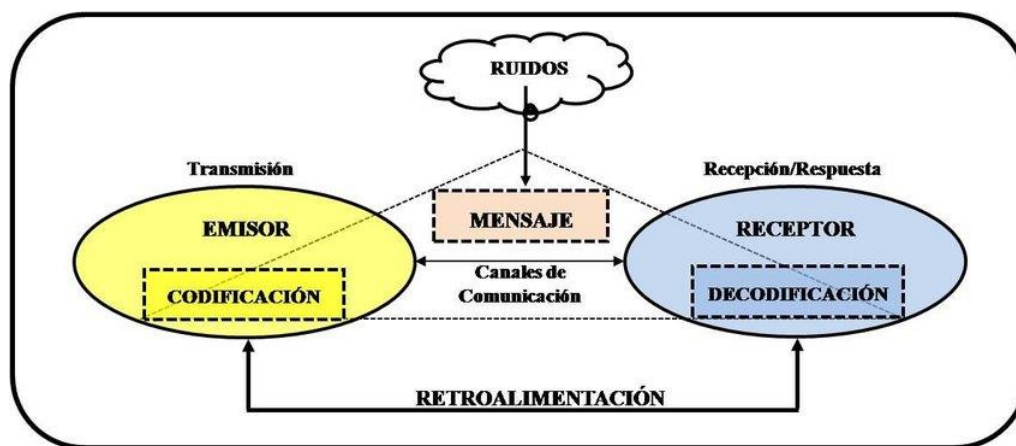 RUIDOS
Transmisión
Recepción/Respuesta
EMISOR
MENSAJE
RECEPTOR
CODIFICACIÓN
Canales de
Comunicación
DECODIFICACIÓN
RETROALIMENTACIÓN